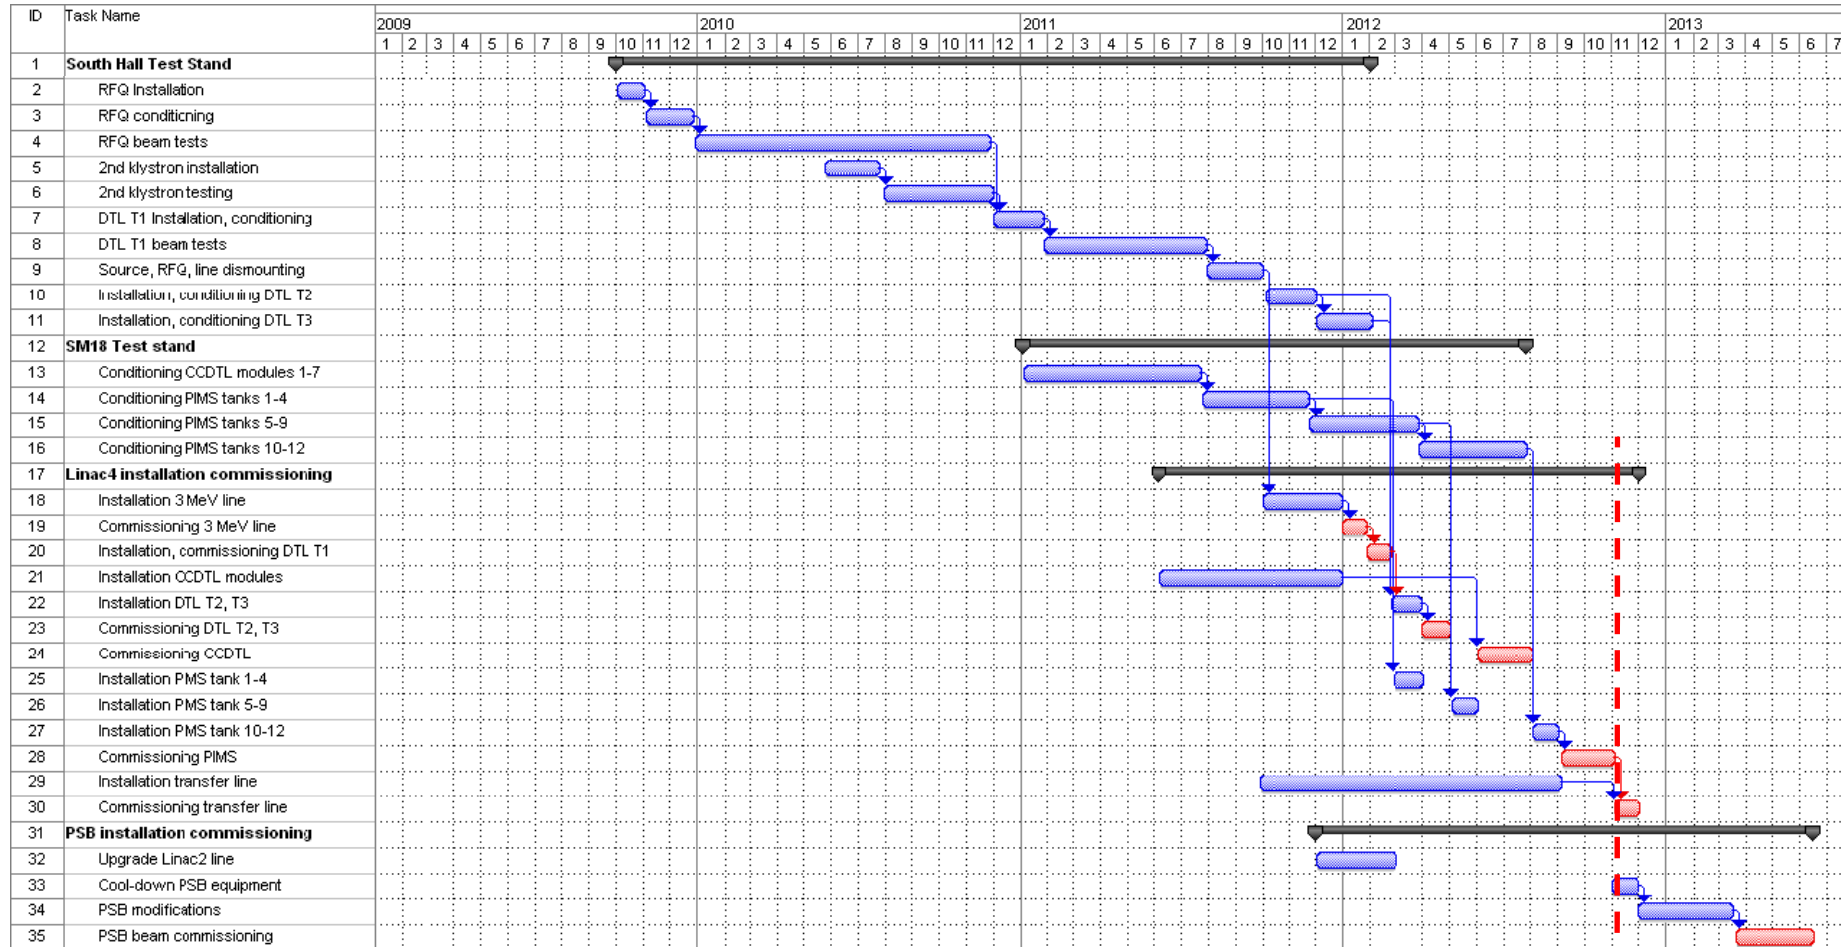 ID Task Name
2009 2010 2011 2012 2013
1 2 3 4 5 6 7 8 9 10 11 12 1 2 3 4 5 6 7 8 9 10 11 12 1 2 3 4 5 6 7 8 9 10 11 12 1 2 3 4 5 6 7 8 9 10 11 12 1 2 3 4 5 6 7
1 South Hall Test Stand
2 RFQ Installation
3 RFQ conditioning
4 RFQ beam tests
5 2nd klystron installation
6 2nd klystron testing
7 DTL T1 Installation, conditioning
8 DTL T1 beam tests
9 Source, RFQ, line dismounting
10 Installation, conditioning DTL T2
11 Installation, conditioning DTL T3
12 SM18 Test stand
13 Conditioning CCDTL modules 1-7
14 Conditioning PIMS tanks 1-4
15 Conditioning PIMS tanks 5-9
16 Conditioning PIMS tanks 10-12
17 Linac4 installation commissioning
18 Installation 3 MeV line
19 Commissioning 3 MeV line
20 Installation, commissioning DTL T1
21 Installation CCDTL modules
22 Installation DTL T2, T3
23 Commissioning DTL T2, T3
24 Commissioning CCDTL
25 Installation PMS tank 1-4
26 Installation PMS tank 5-9
27 Installation PMS tank 10-12
28 Commissioning PIMS
29 Installation transfer line
30 Commissioning transfer line
31 PSB installation commissioning
32 Upgrade Linac2 line
33 Cool-down PSB equipment
34 PSB modifications
35 PSB beam commissioning